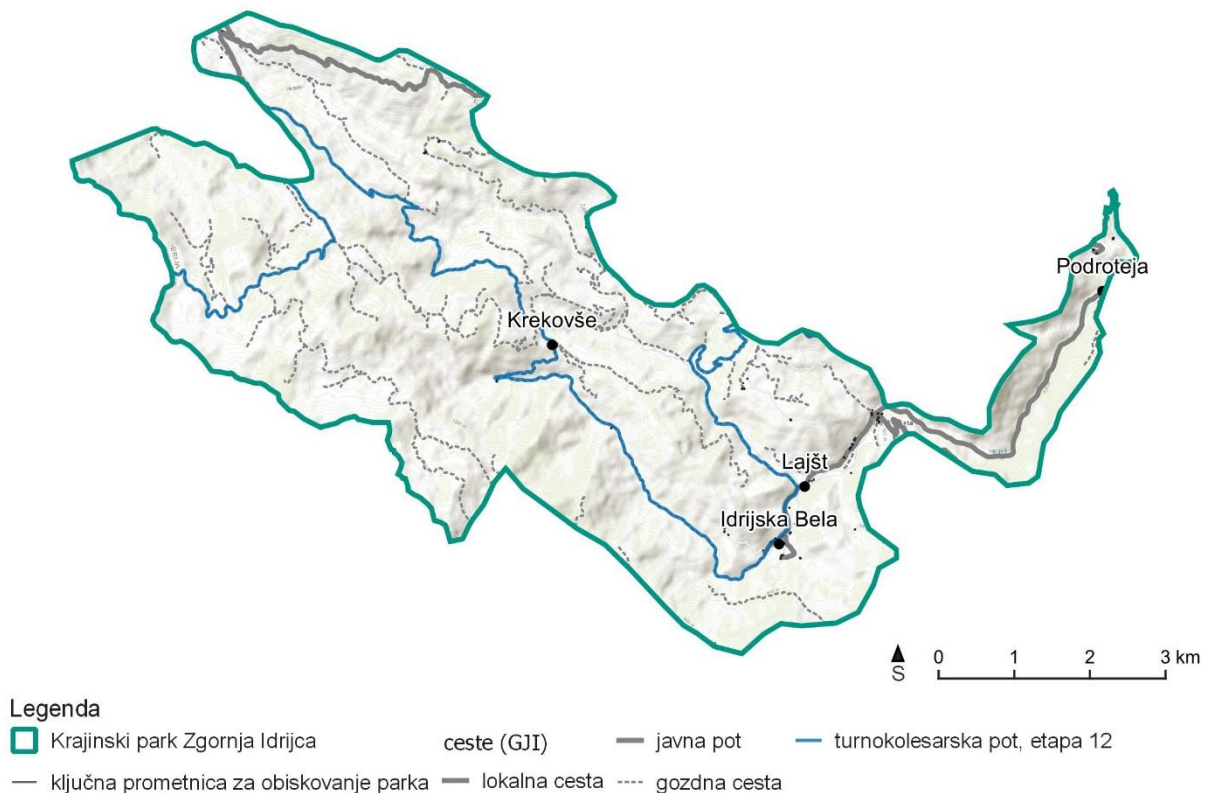 Podroteja
Krekovše
Lajšt
Idrijska Bela
S
0 1 2 3 km
Legenda
Krajinski park Zgornja Idrijca ceste (GJI) javna pot turnokolesarska pot, etapa 12
ključna prometnica za obiskovanje parka lokalna cesta gozdna cesta